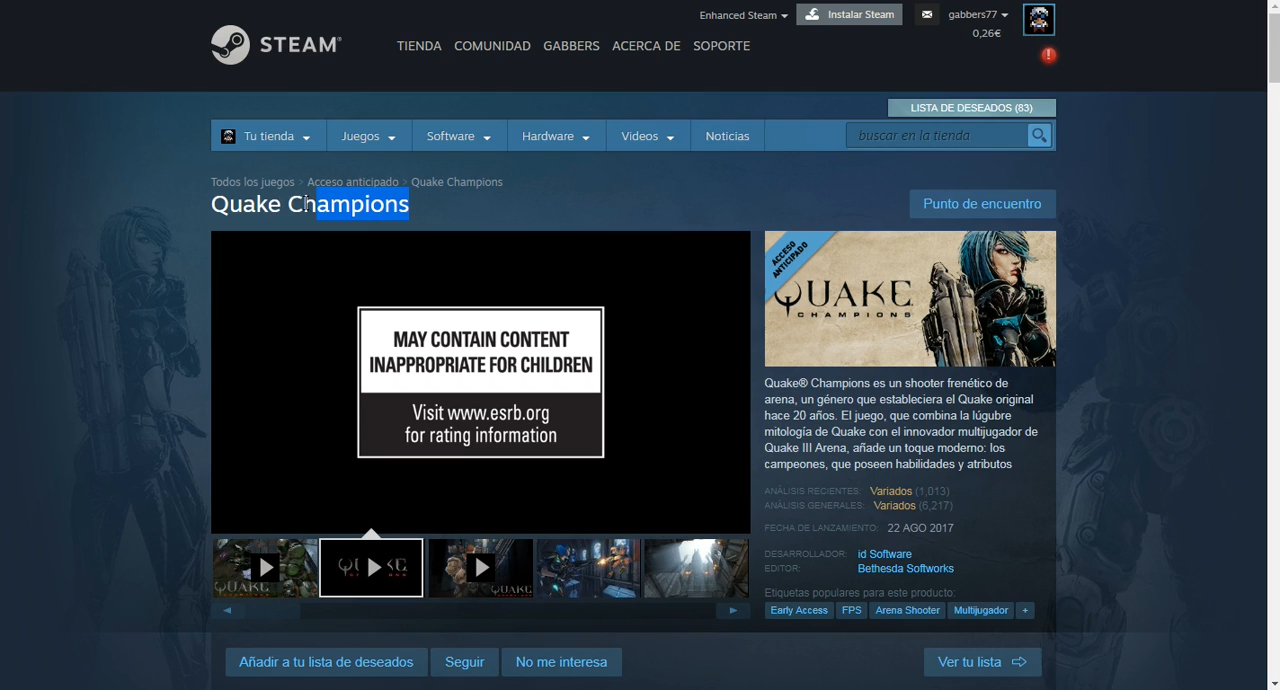 Enhanced Steam
Instalar Steam
gabbers77
0,26€
STEAM®
TIENDA COMUNIDAD GABBERS ACERCA DE SOPORTE
LISTA DE DESEADOS (83)
Tu tienda Juegos Software Hardware Videos Noticias
buscar en la tienda
Todos los juegos > Acceso anticipado > Quake Champions
Quake Champions
Punto de encuentro
MAY CONTAIN CONTENT
INAPPROPRIATE FOR CHILDREN
Visit www.esrb.org
for rating information
ACCESO
ANTICIPADO
QUAKE
CHAMPIONS
Quake® Champions es un shooter frenético de
arena, un género que estableciera el Quake original
hace 20 años. El juego, que combina la lúgubre
mitología de Quake con el innovador multijugador de
Quake III Arena, añade un toque moderno: los
campeones, que poseen habilidades y atributos
ANÁLISIS RECIENTES: Variados (1,013)
ANÁLISIS GENERALES: Variados (6,217)
FECHA DE LANZAMIENTO: 22 AGO 2017
DESARROLLADOR: id Software
EDITOR: Bethesda Softworks
Etiquetas populares para este producto:
Early Access FPS Arena Shooter Multijugador +
QUAKE
QUAKE
Añadir a tu lista de deseados Seguir No me interesa Ver tu lista